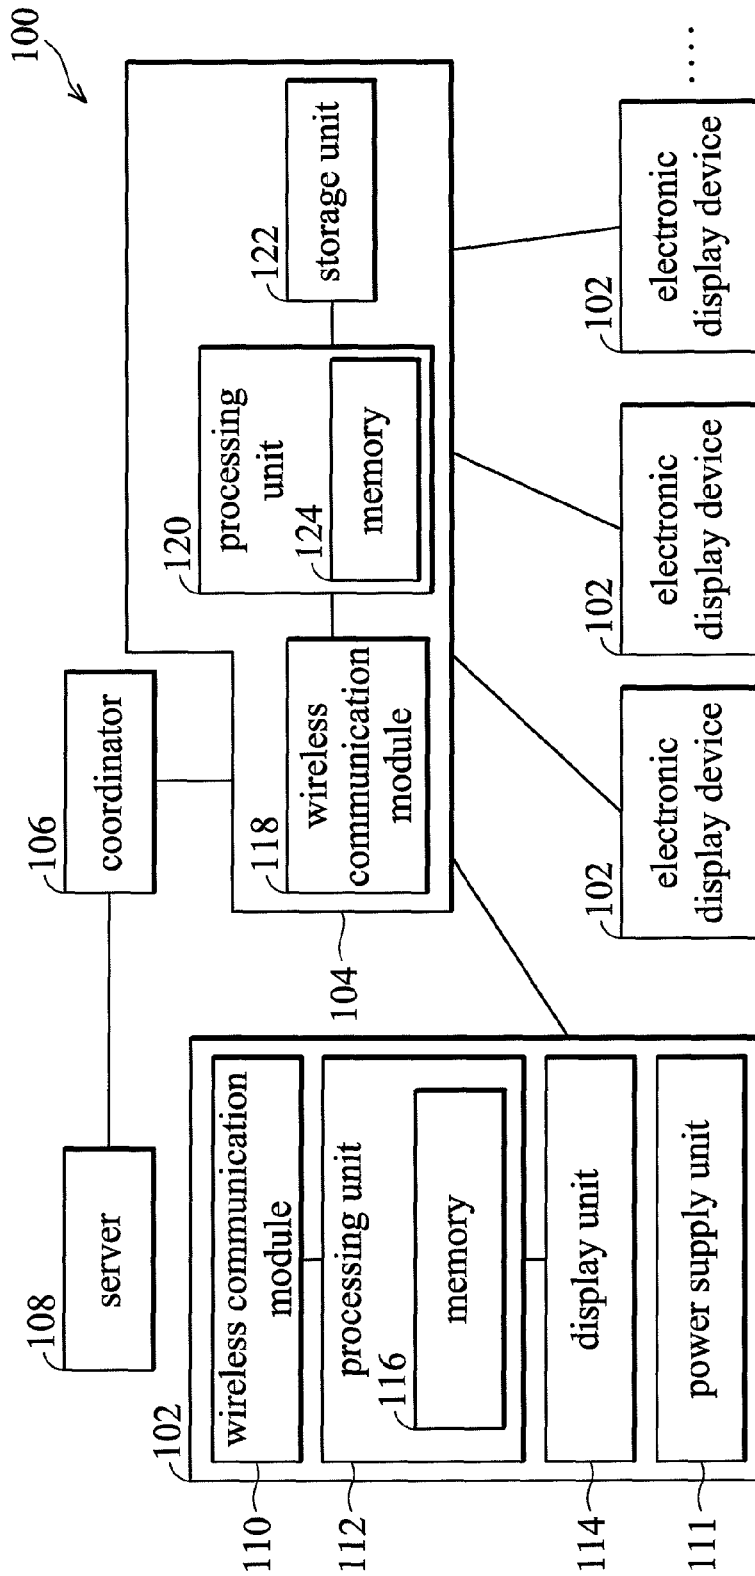 100
108
server
106
coordinator
104
118
wireless
communication
module
120
processing
unit
124
memory
122
storage unit
102
110
wireless communication
module
112
processing unit
116
memory
114
display unit
111
power supply unit
102
electronic
display device
102
electronic
display device
102
electronic
display device
....